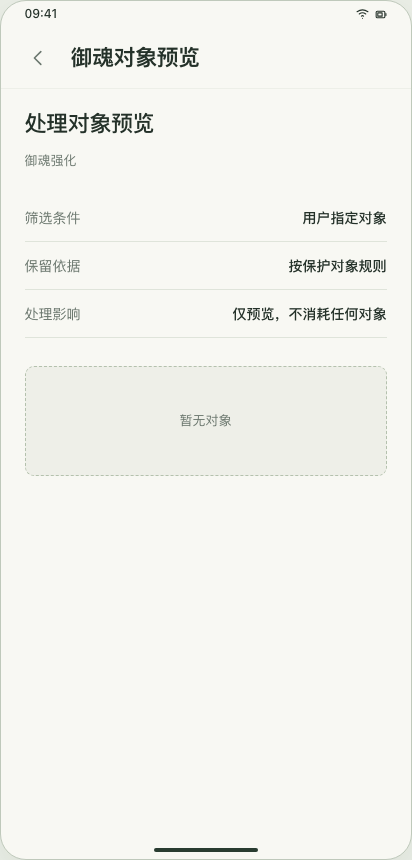 09:41
御魂对象预览
处理对象预览
御魂强化
筛选条件 用户指定对象
保留依据 按保护对象规则
处理影响 仅预览，不消耗任何对象
暂无对象